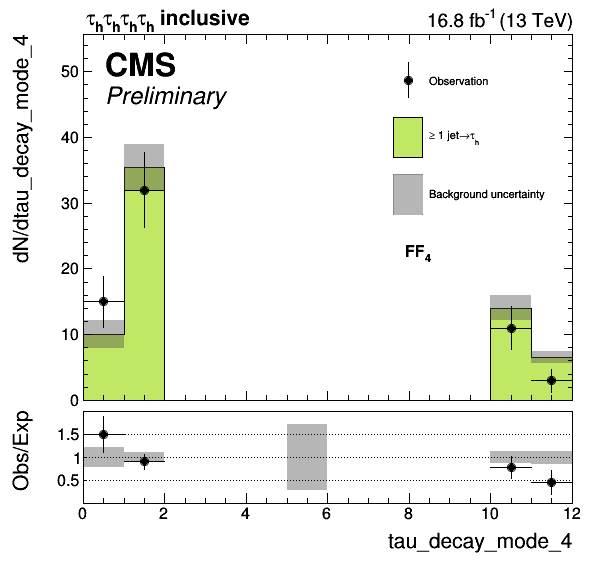 τhτhτhτh inclusive
16.8 fb⁻¹ (13 TeV)
CMS
Preliminary
Observation
≥ 1 jet→τh
Background uncertainty
FF4
dN/dtau_decay_mode_4
50
40
30
20
10
0
Obs/Exp
1.5
1
0.5
0 2 4 6 8 10 12
tau_decay_mode_4